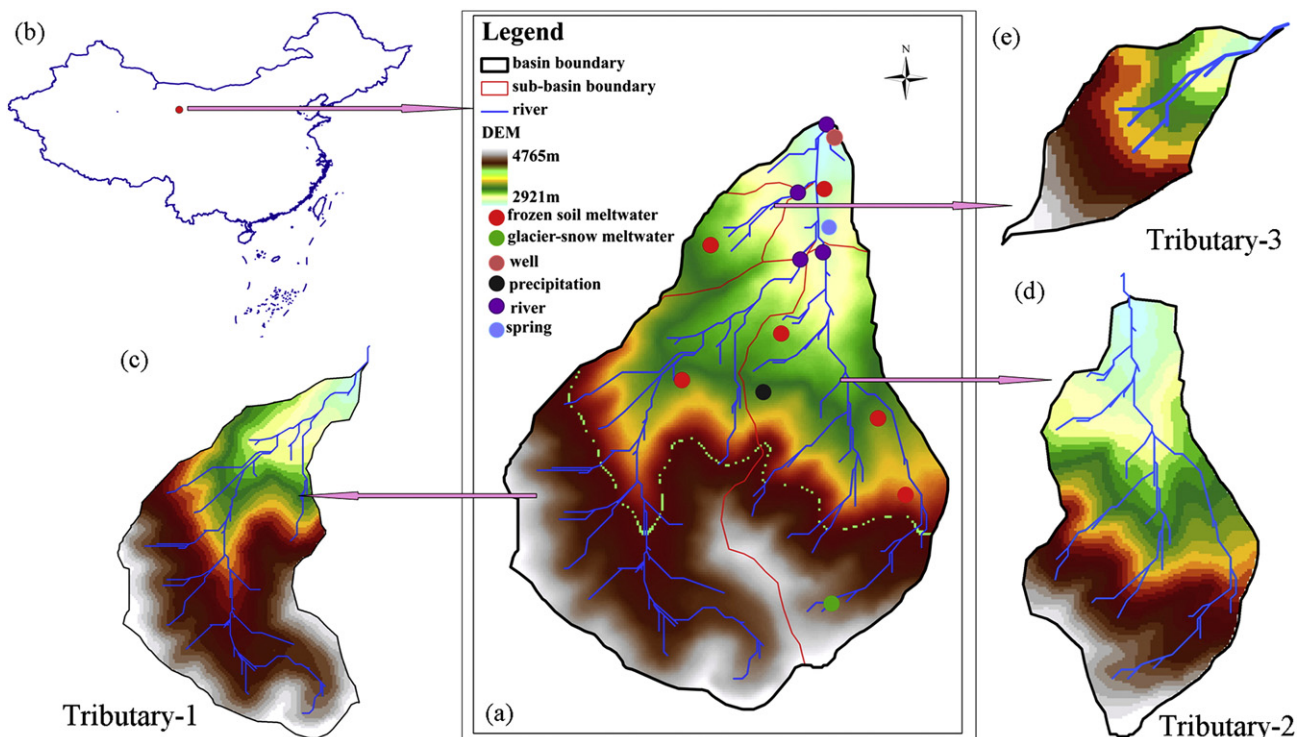 (b)
Legend
basin boundary
sub-basin boundary
river
DEM
4765m
2921m
frozen soil meltwater
glacier-snow meltwater
well
precipitation
river
spring
N
(e)
Tributary-3
(d)
(c)
Tributary-1
(a)
Tributary-2